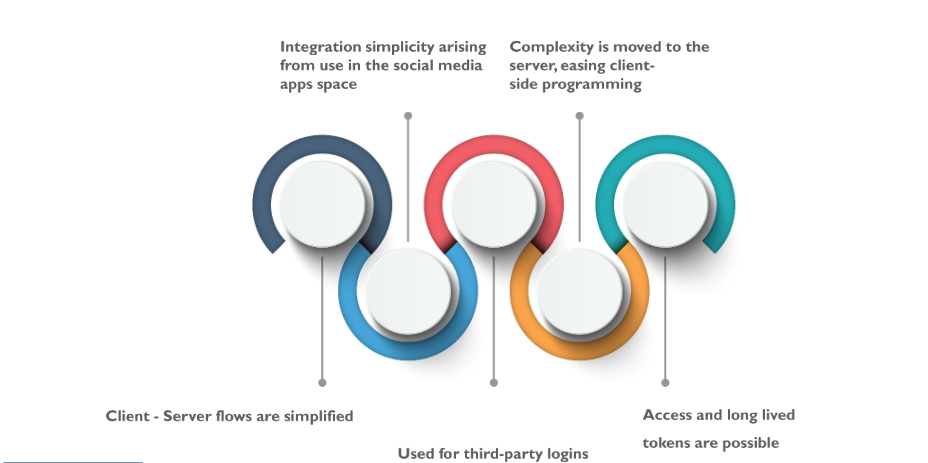 Integration simplicity arising
from use in the social media
apps space
Complexity is moved to the
server, easing client-
side programming
Client - Server flows are simplified
Used for third-party logins
Access and long lived
tokens are possible